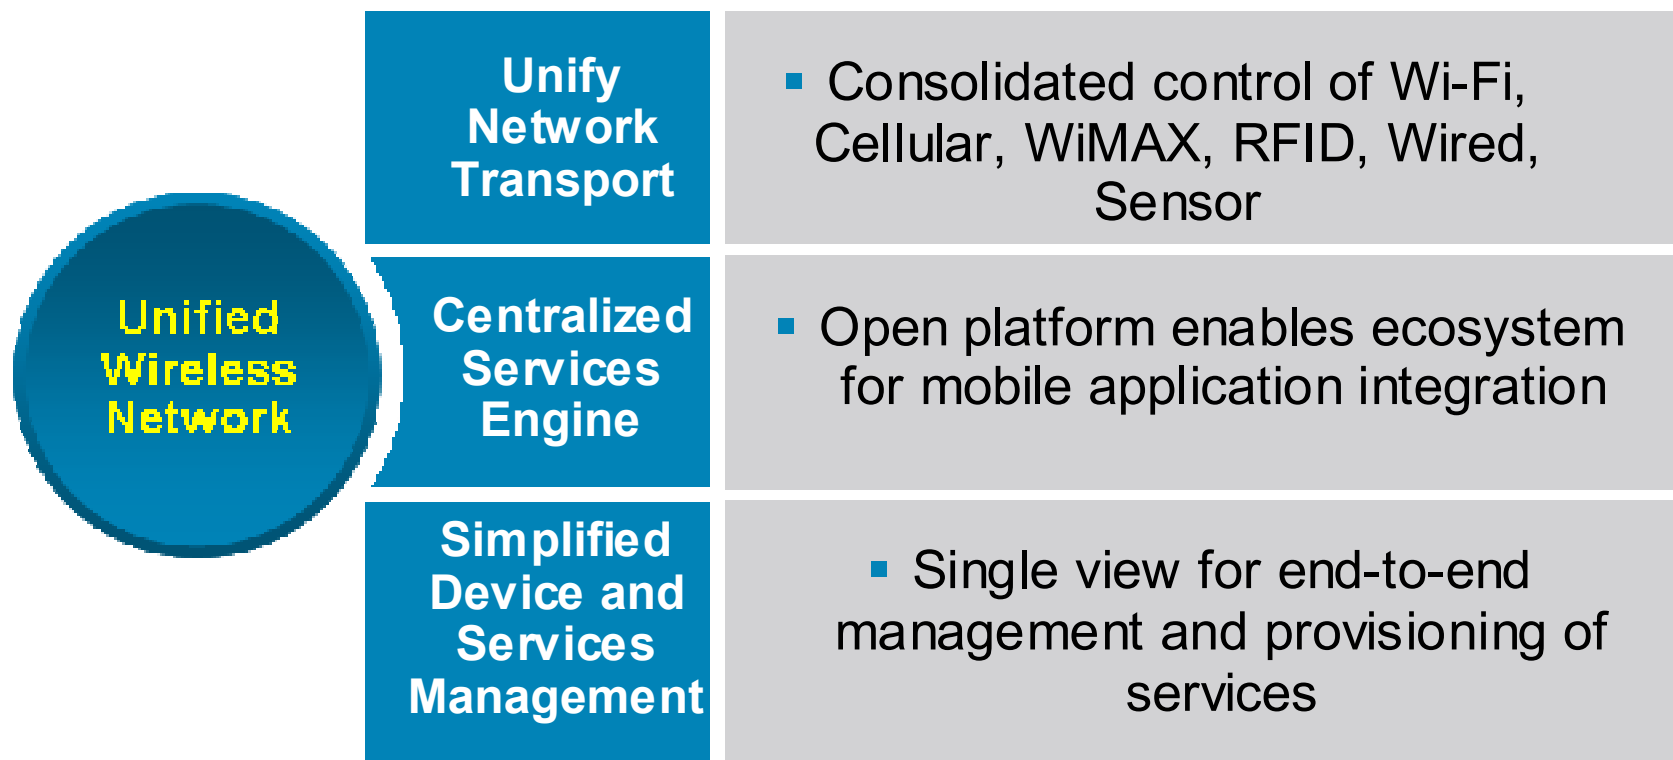 Unified
Wireless
Network
Unify
Network
Transport
▪ Consolidated control of Wi-Fi,
Cellular, WiMAX, RFID, Wired,
Sensor
Centralized
Services
Engine
▪ Open platform enables ecosystem
for mobile application integration
Simplified
Device and
Services
Management
▪ Single view for end-to-end
management and provisioning of
services